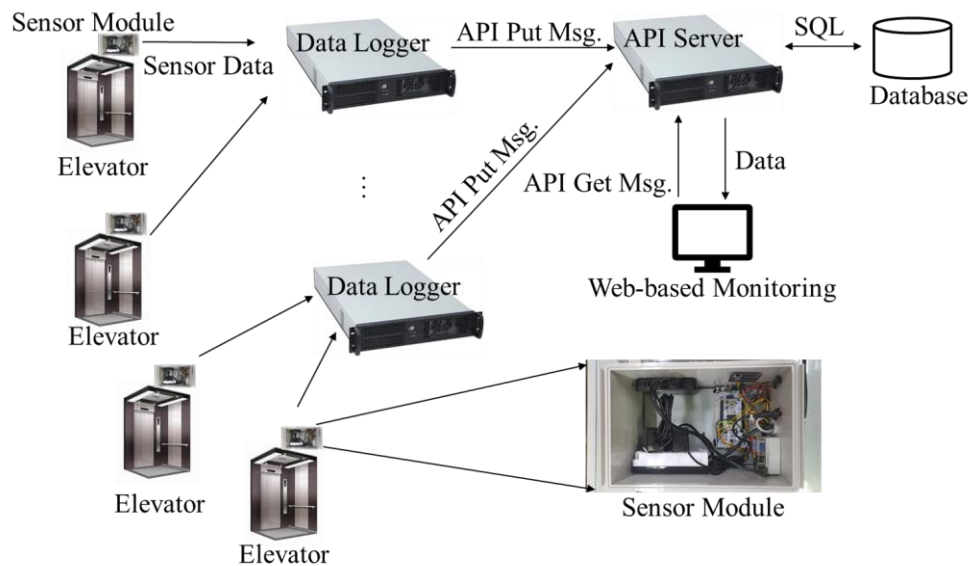 Sensor Module
Data Logger
API Put Msg.
API Server
SQL
Sensor Data
Database
Elevator
API Put Msg.
API Get Msg.
Data
⋮
Data Logger
Web-based Monitoring
Elevator
Elevator
Sensor Module
Elevator